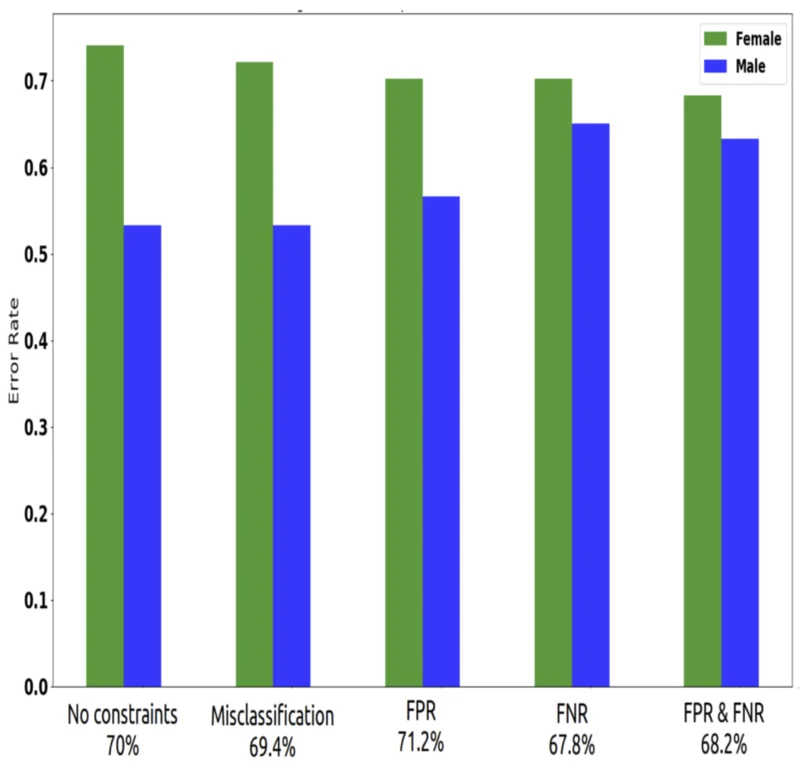 Female
Male
Error Rate
0.7
0.6
0.5
0.4
0.3
0.2
0.1
0.0
No constraints
70%
Misclassification
69.4%
FPR
71.2%
FNR
67.8%
FPR & FNR
68.2%